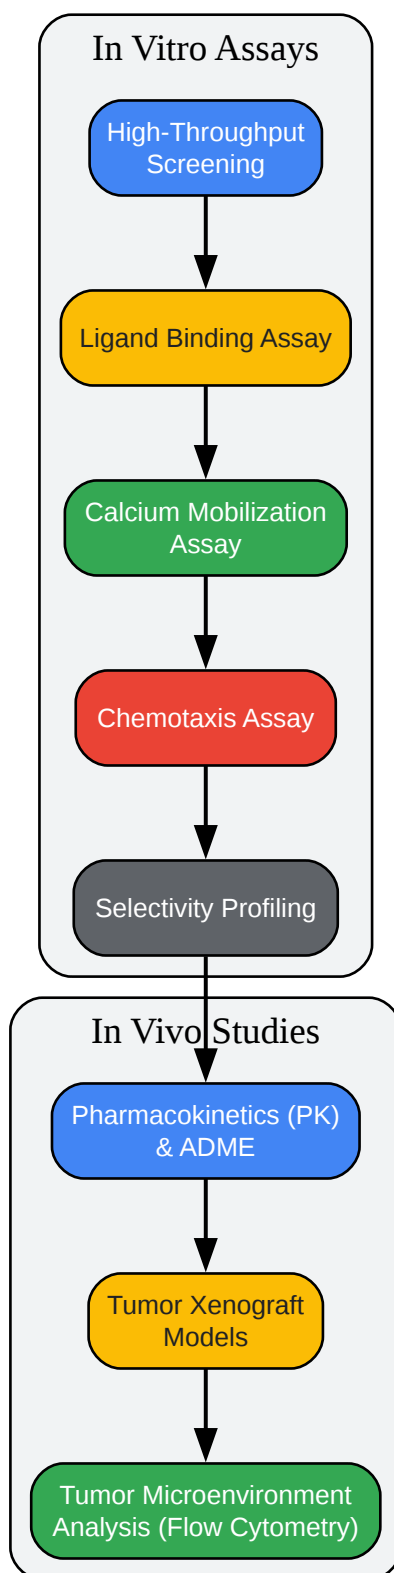 In Vitro Assays
High-Throughput
Screening
Ligand Binding Assay
Calcium Mobilization
Assay
Chemotaxis Assay
Selectivity Profiling
In Vivo Studies
Pharmacokinetics (PK)
& ADME
Tumor Xenograft
Models
Tumor Microenvironment
Analysis (Flow Cytometry)